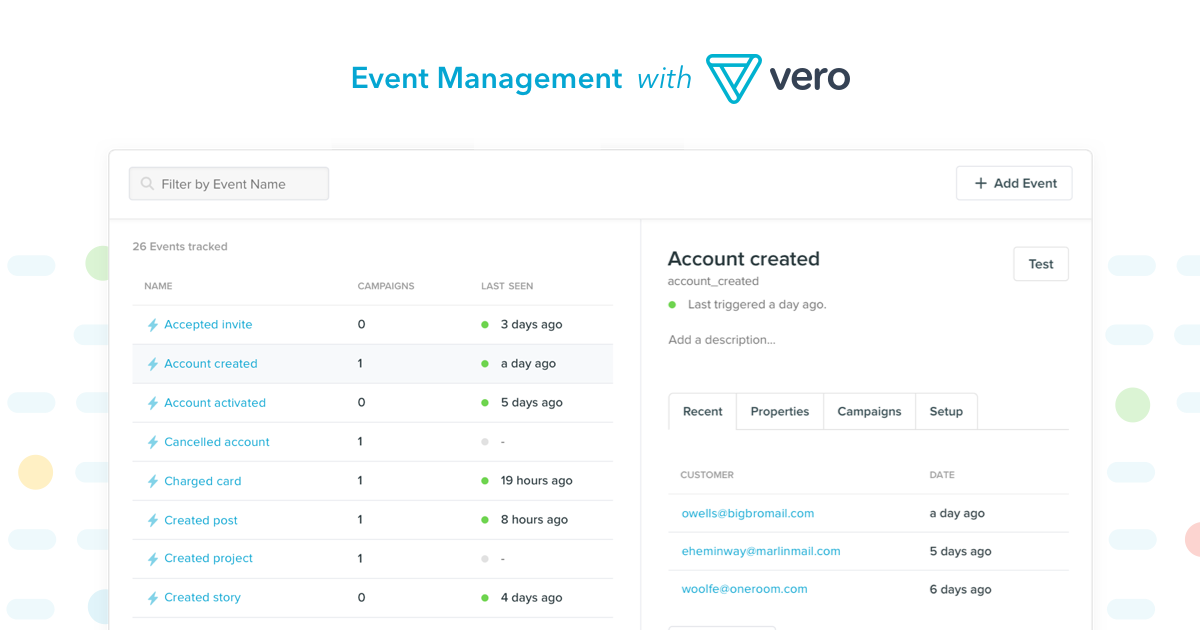 Event Management with vero
Filter by Event Name
+ Add Event
26 Events tracked
NAME CAMPAIGNS LAST SEEN
Accepted invite 0 3 days ago
Account created 1 a day ago
Account activated 0 5 days ago
Cancelled account 1 -
Charged card 1 19 hours ago
Created post 1 8 hours ago
Created project 1 -
Created story 0 4 days ago
Account created
Test
account_created
Last triggered a day ago.
Add a description...
Recent Properties Campaigns Setup
CUSTOMER DATE
owells@bigbromail.com a day ago
eheminway@marlinmail.com 5 days ago
woolfe@oneroom.com 6 days ago